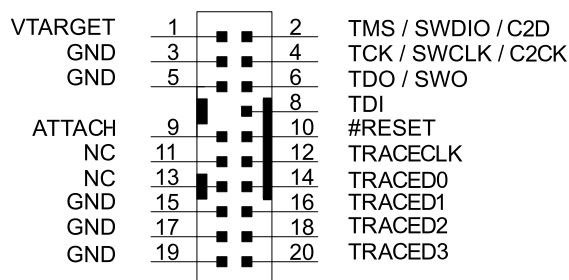 VTARGET 1 2 TMS / SWDIO / C2D
GND 3 4 TCK / SWCLK / C2CK
GND 5 6 TDO / SWO
8 TDI
ATTACH 9 10 #RESET
NC 11 12 TRACECLK
NC 13 14 TRACED0
GND 15 16 TRACED1
GND 17 18 TRACED2
GND 19 20 TRACED3